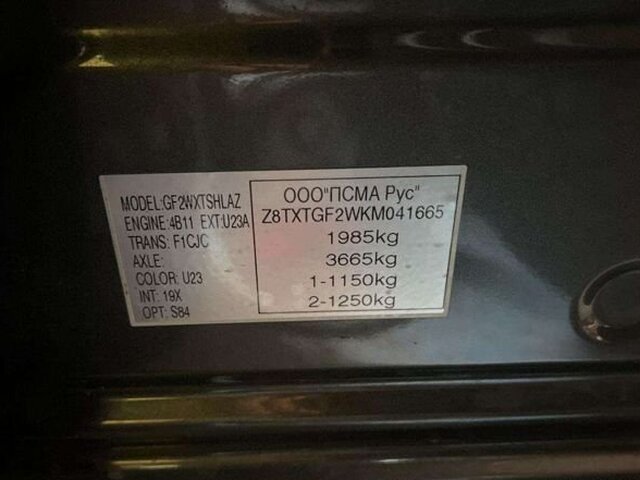 MODEL:GF2WXTSHLAZ
ENGINE:4B11 EXT:U23A
TRANS: F1CJC
AXLE:
COLOR: U23
INT: 19X
OPT: S84
ООО"ПСМА Рус"
Z8TXTGF2WKM041665
1985kg
3665kg
1-1150kg
2-1250kg